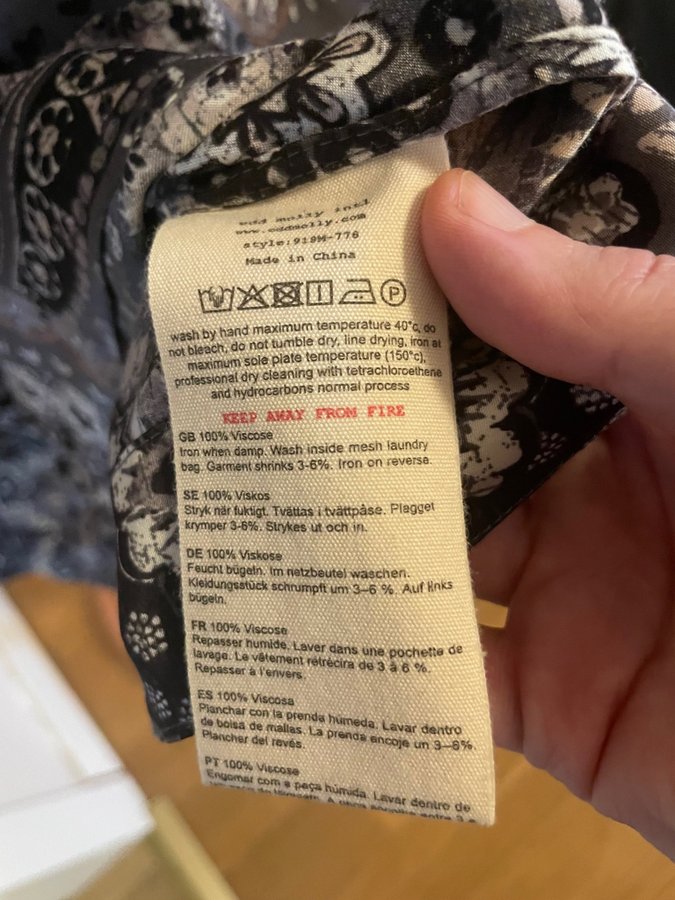 odd molly intl
www.oddmolly.com
style:919M-776
Made in China
P
wash by hand maximum temperature 40°c, do
not bleach, do not tumble dry, line drying, iron at
maximum sole plate temperature (150°c),
professional dry cleaning with tetrachloroethene
and hydrocarbons normal process
KEEP AWAY FROM FIRE
GB 100% Viscose
Iron when damp. Wash inside mesh laundry
bag. Garment shrinks 3-6%. Iron on reverse.
SE 100% Viskos
Stryk när fuktigt. Tvättas i tvättpåse. Plagget
krymper 3-6%. Strykes ut och in.
DE 100% Viskose
Feucht bügeln. Im netzbeutel waschen.
Kleidungsstück schrumpft um 3–6 %. Auf links
bügeln.
FR 100% Viscose
Repasser humide. Laver dans une pochette de
lavage. Le vêtement rétrécira de 3 à 6 %.
Repasser à l'envers.
ES 100% Viscosa
Planchar con la prenda húmeda. Lavar dentro
de bolsa de mallas. La prenda encoje un 3–6%.
Plancher del revés.
PT 100% Viscose
Engomar com a peça húmida. Lavar dentro de